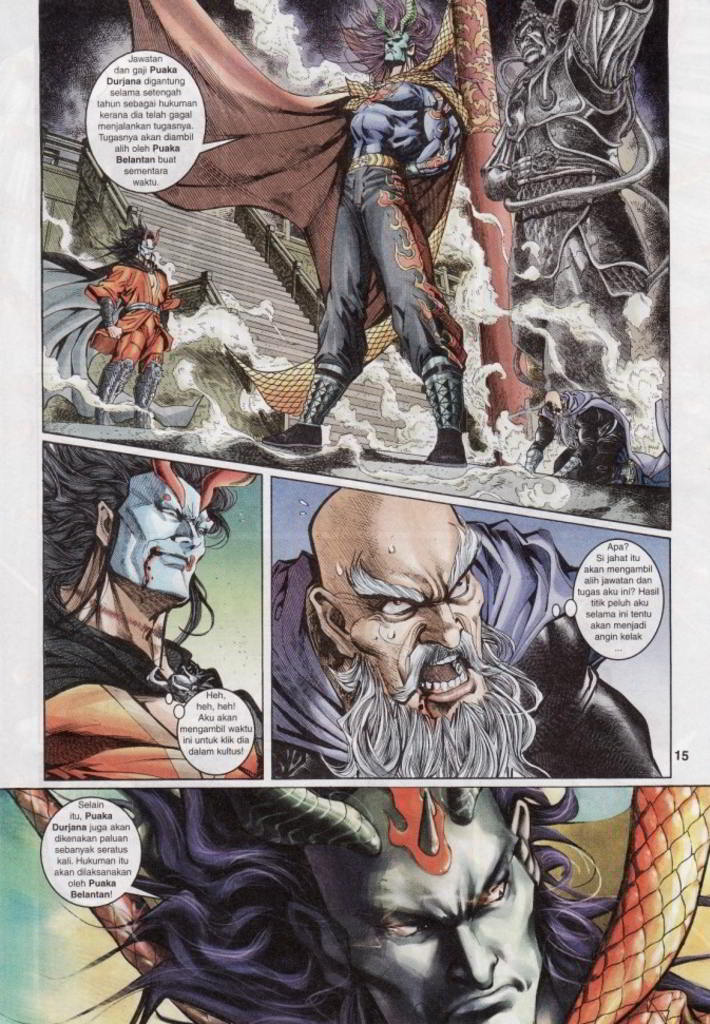 Jawatan
dan gaji Puaka
Durjana digantung
selama setengah
tahun sebagai hukuman
kerana dia telah gagal
menjalankan tugasnya.
Tugasnya akan diambil
alih oleh Puaka
Belantan buat
sementara
waktu.
Heh,
heh, heh!
Aku akan
mengambil waktu
ini untuk klik dia
dalam kultus!
Apa?
Si jahat itu
akan mengambil
alih jawatan dan
tugas aku ini? Hasil
titik peluh aku
selama ini tentu
akan menjadi
angin kelak
...
15
Selain
itu, Puaka
Durjana juga akan
dikenakan paluan
sebanyak seratus
kali. Hukuman itu
akan dilaksanakan
oleh Puaka
Belantan!